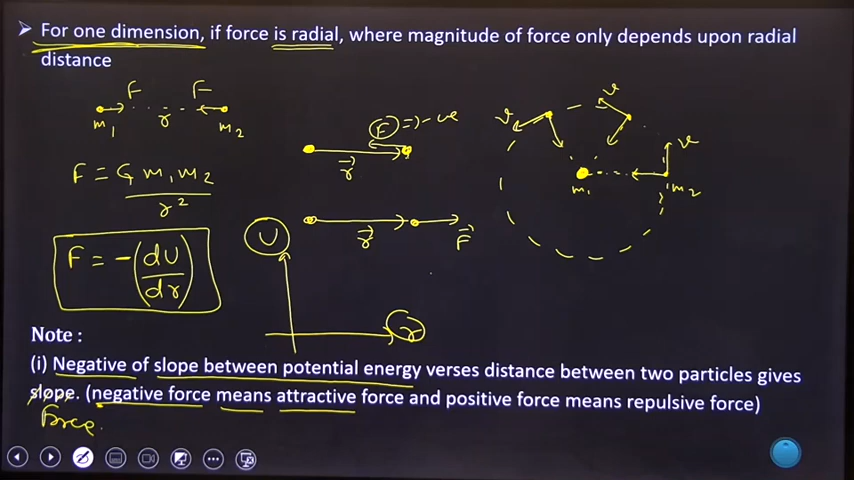 For one dimension, if force is radial, where magnitude of force only depends upon radial
distance
F F
m1 r m2
F = G m1 m2
r2
F = -(dU/dr)
F => -ve
r
r F
U
r
v v v
m1 m2
Note :
(i) Negative of slope between potential energy verses distance between two particles gives
slope. (negative force means attractive force and positive force means repulsive force)
Force.